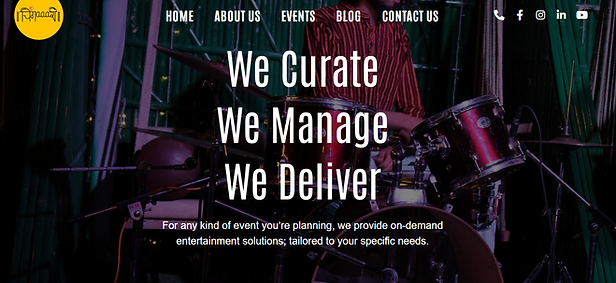 HOME ABOUT US EVENTS BLOG CONTACT US
We Curate
We Manage
We Deliver
For any kind of event you're planning, we provide on-demand
entertainment solutions; tailored to your specific needs.